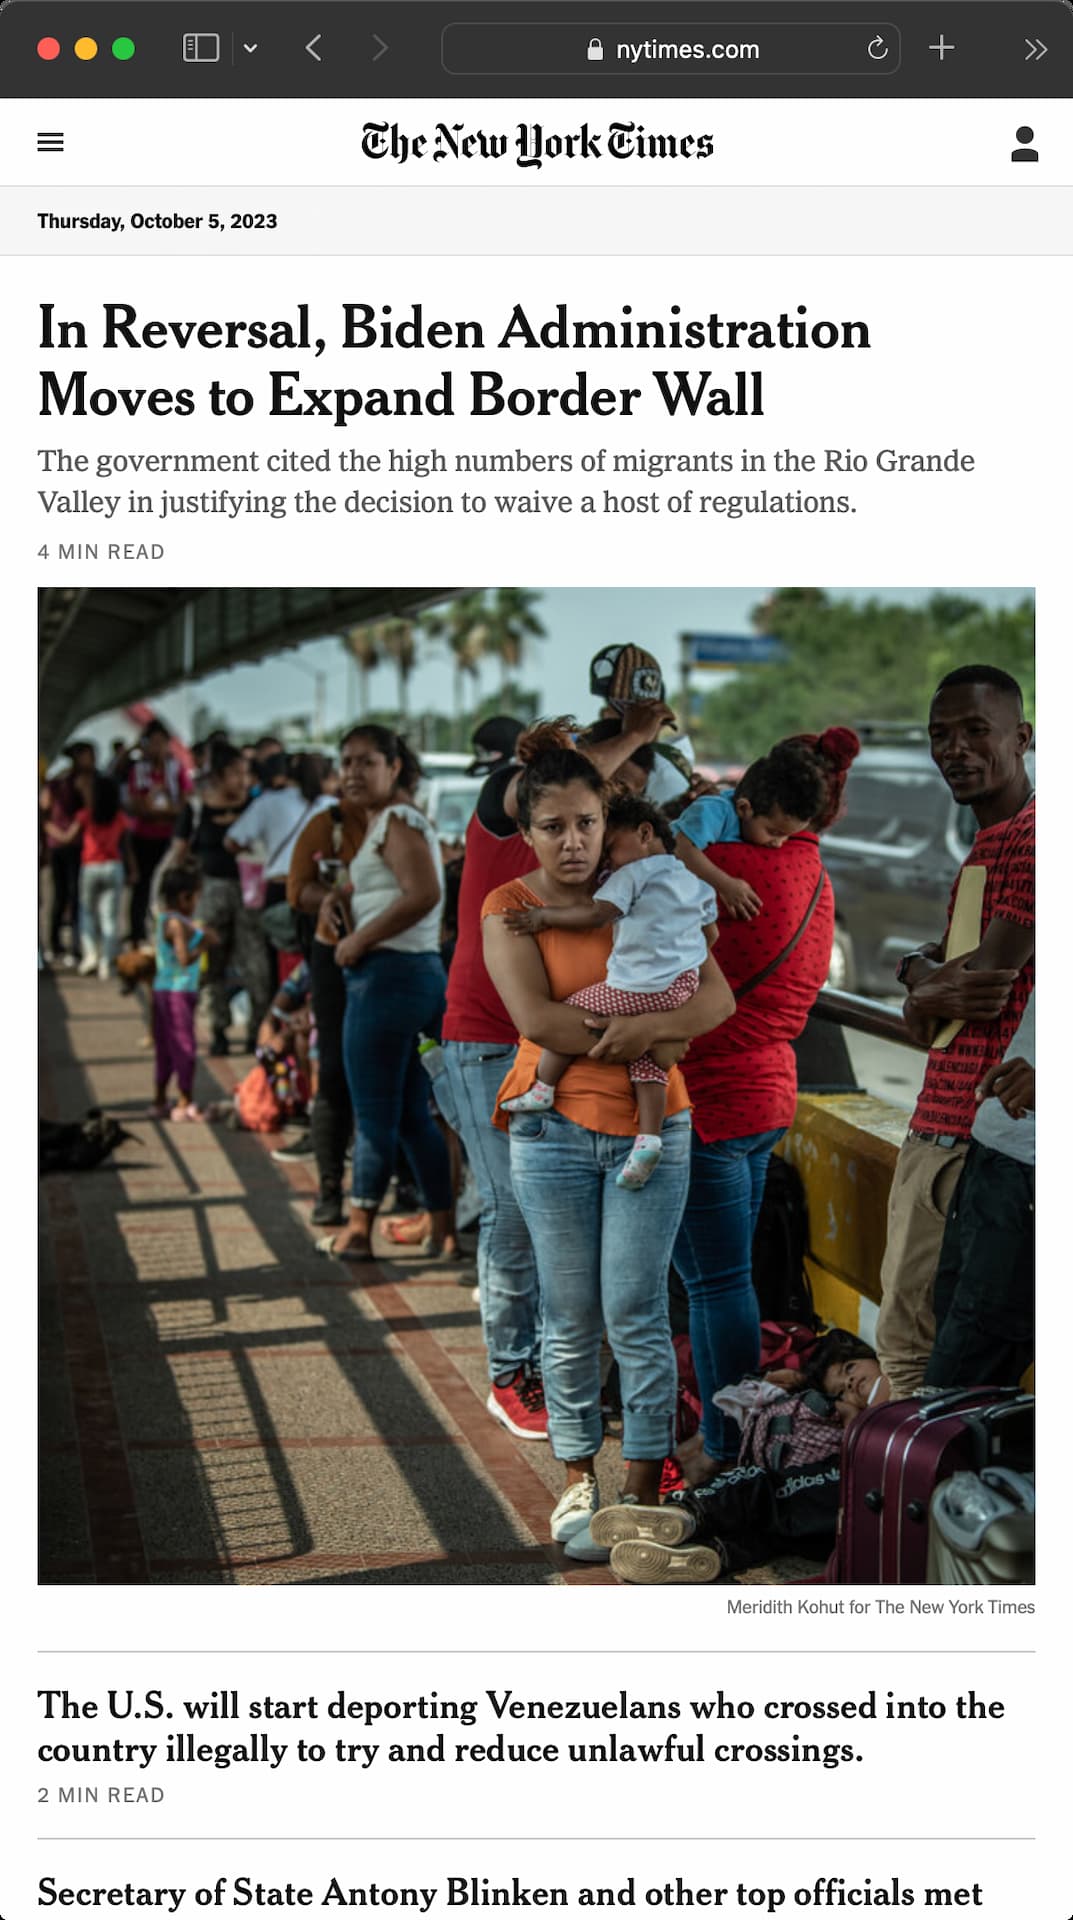 nytimes.com
The New York Times
Thursday, October 5, 2023
In Reversal, Biden Administration
Moves to Expand Border Wall
The government cited the high numbers of migrants in the Rio Grande
Valley in justifying the decision to waive a host of regulations.
4 MIN READ
adidas
Meridith Kohut for The New York Times
The U.S. will start deporting Venezuelans who crossed into the
country illegally to try and reduce unlawful crossings.
2 MIN READ
Secretary of State Antony Blinken and other top officials met